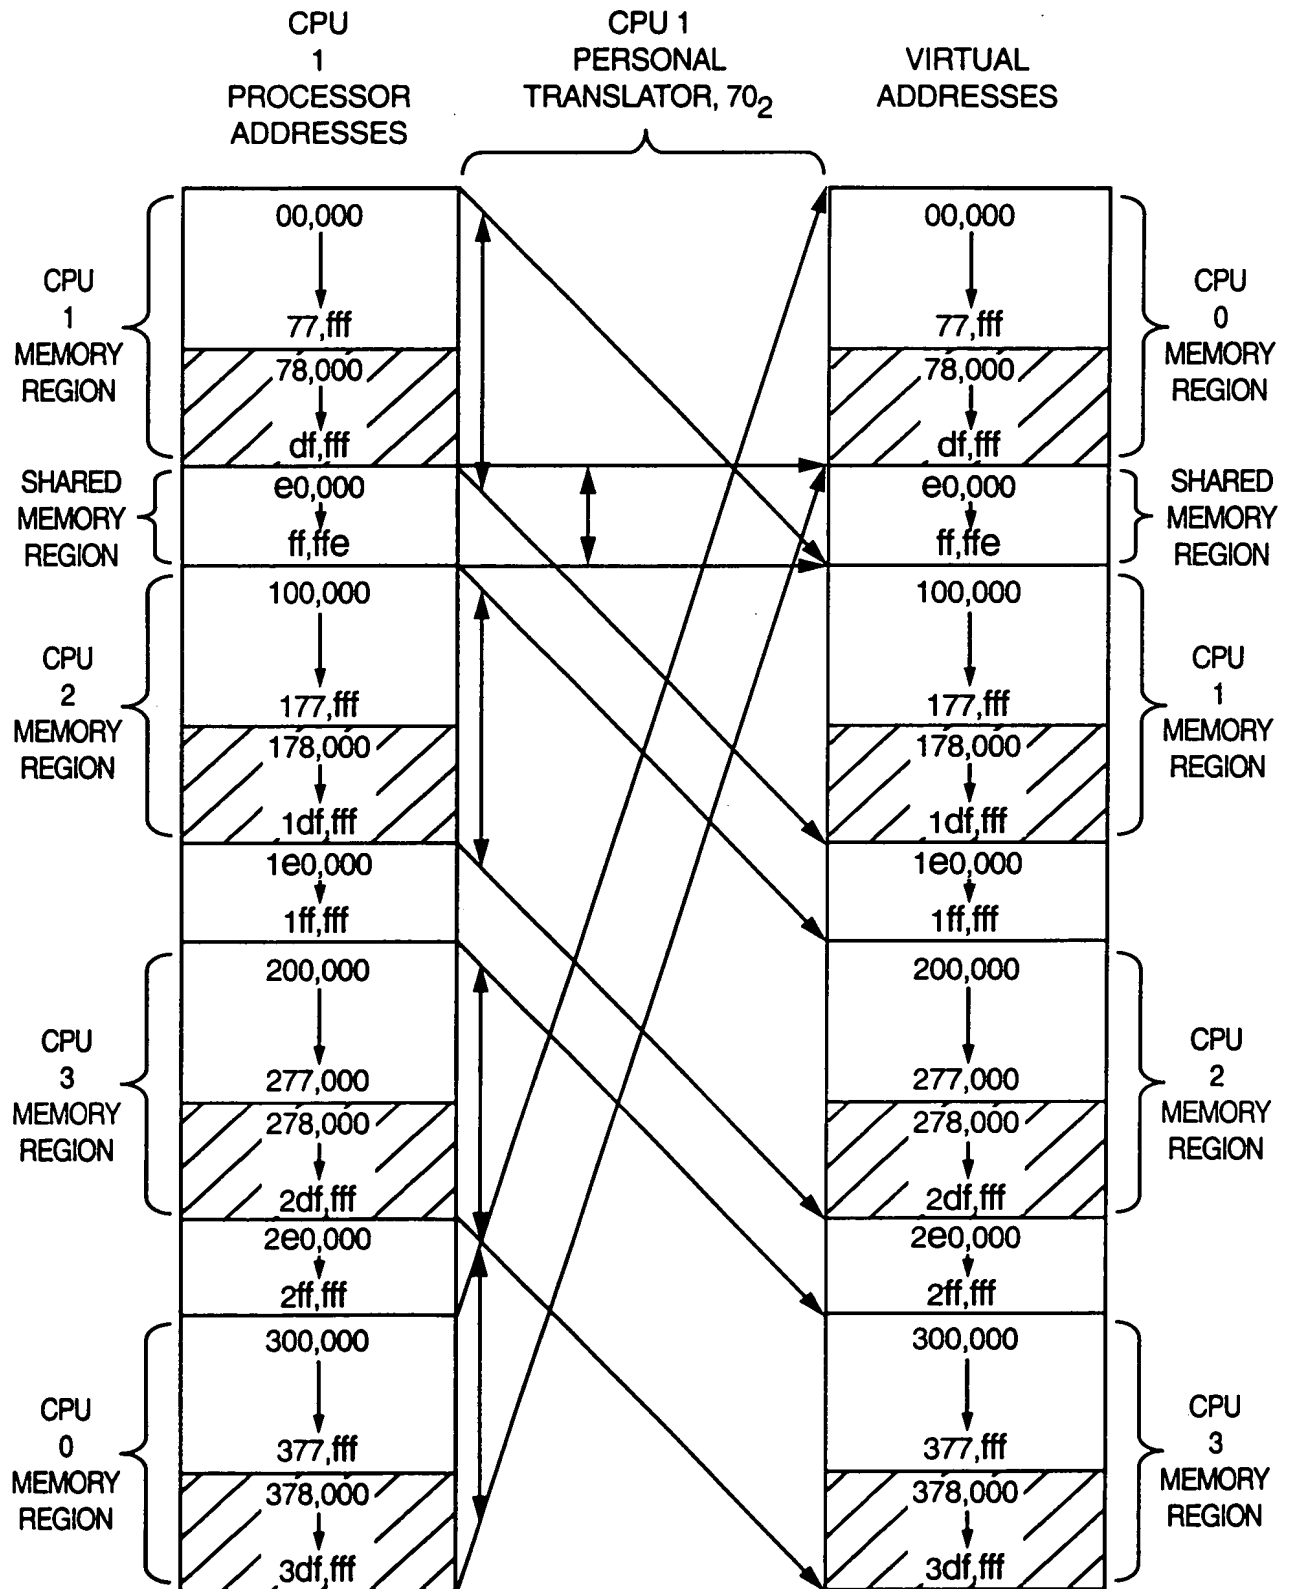 CPU
1
PROCESSOR
ADDRESSES
CPU 1
PERSONAL
TRANSLATOR, 70₂
VIRTUAL
ADDRESSES
CPU
1
MEMORY
REGION
00,000
77,fff
78,000
df,fff
SHARED
MEMORY
REGION
e0,000
ff,ffe
CPU
2
MEMORY
REGION
100,000
177,fff
178,000
1df,fff
1e0,000
1ff,fff
CPU
3
MEMORY
REGION
200,000
277,000
278,000
2df,fff
2e0,000
2ff,fff
CPU
0
MEMORY
REGION
300,000
377,fff
378,000
3df,fff
00,000
77,fff
78,000
df,fff
CPU
0
MEMORY
REGION
e0,000
ff,ffe
SHARED
MEMORY
REGION
100,000
177,fff
178,000
1df,fff
CPU
1
MEMORY
REGION
1e0,000
1ff,fff
200,000
277,000
278,000
2df,fff
CPU
2
MEMORY
REGION
2e0,000
2ff,fff
300,000
377,fff
378,000
3df,fff
CPU
3
MEMORY
REGION